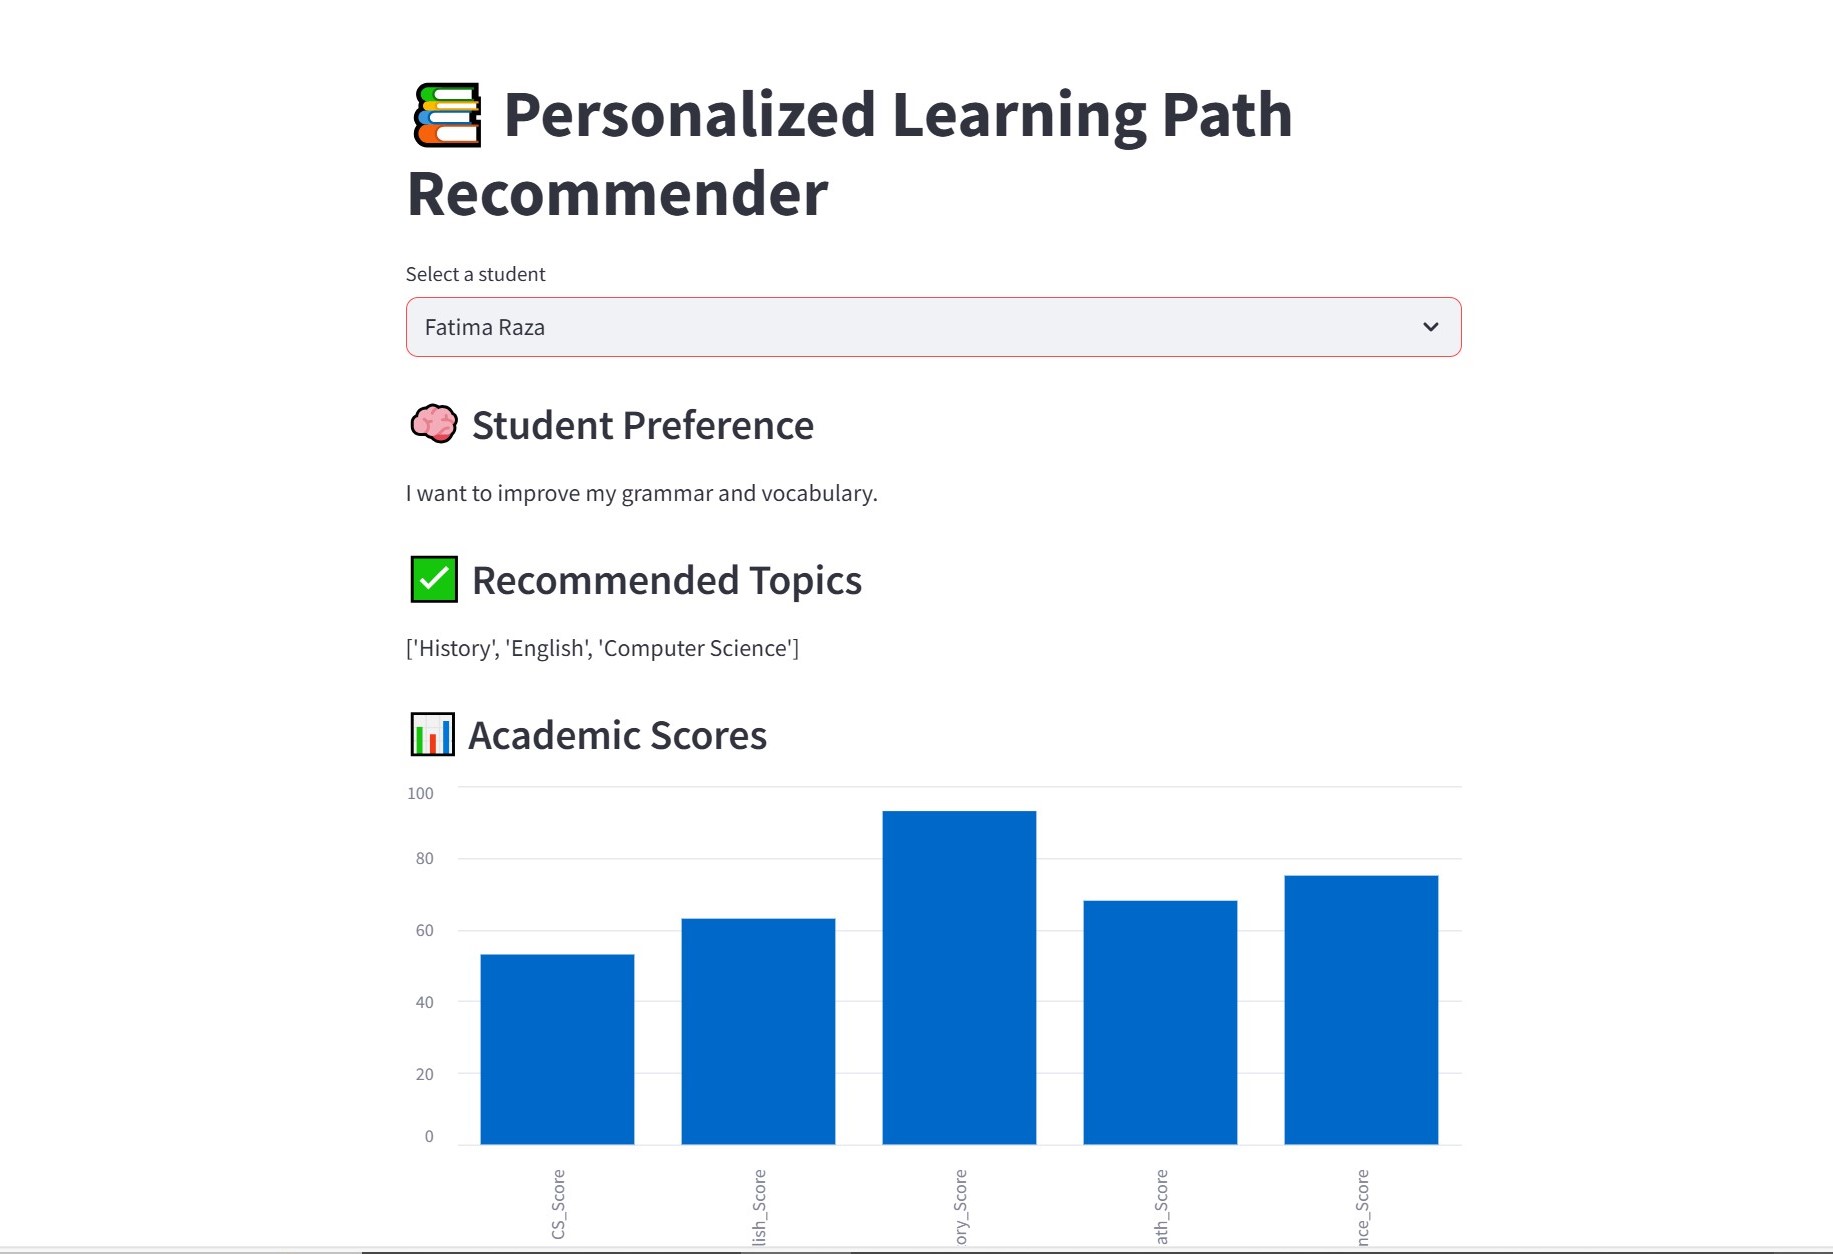 Personalized Learning Path
Recommender
Select a student
Fatima Raza
Student Preference
I want to improve my grammar and vocabulary.
Recommended Topics
['History', 'English', 'Computer Science']
Academic Scores
100
80
60
40
20
0
CS_Score
lish_Score
ory_Score
ath_Score
nce_Score